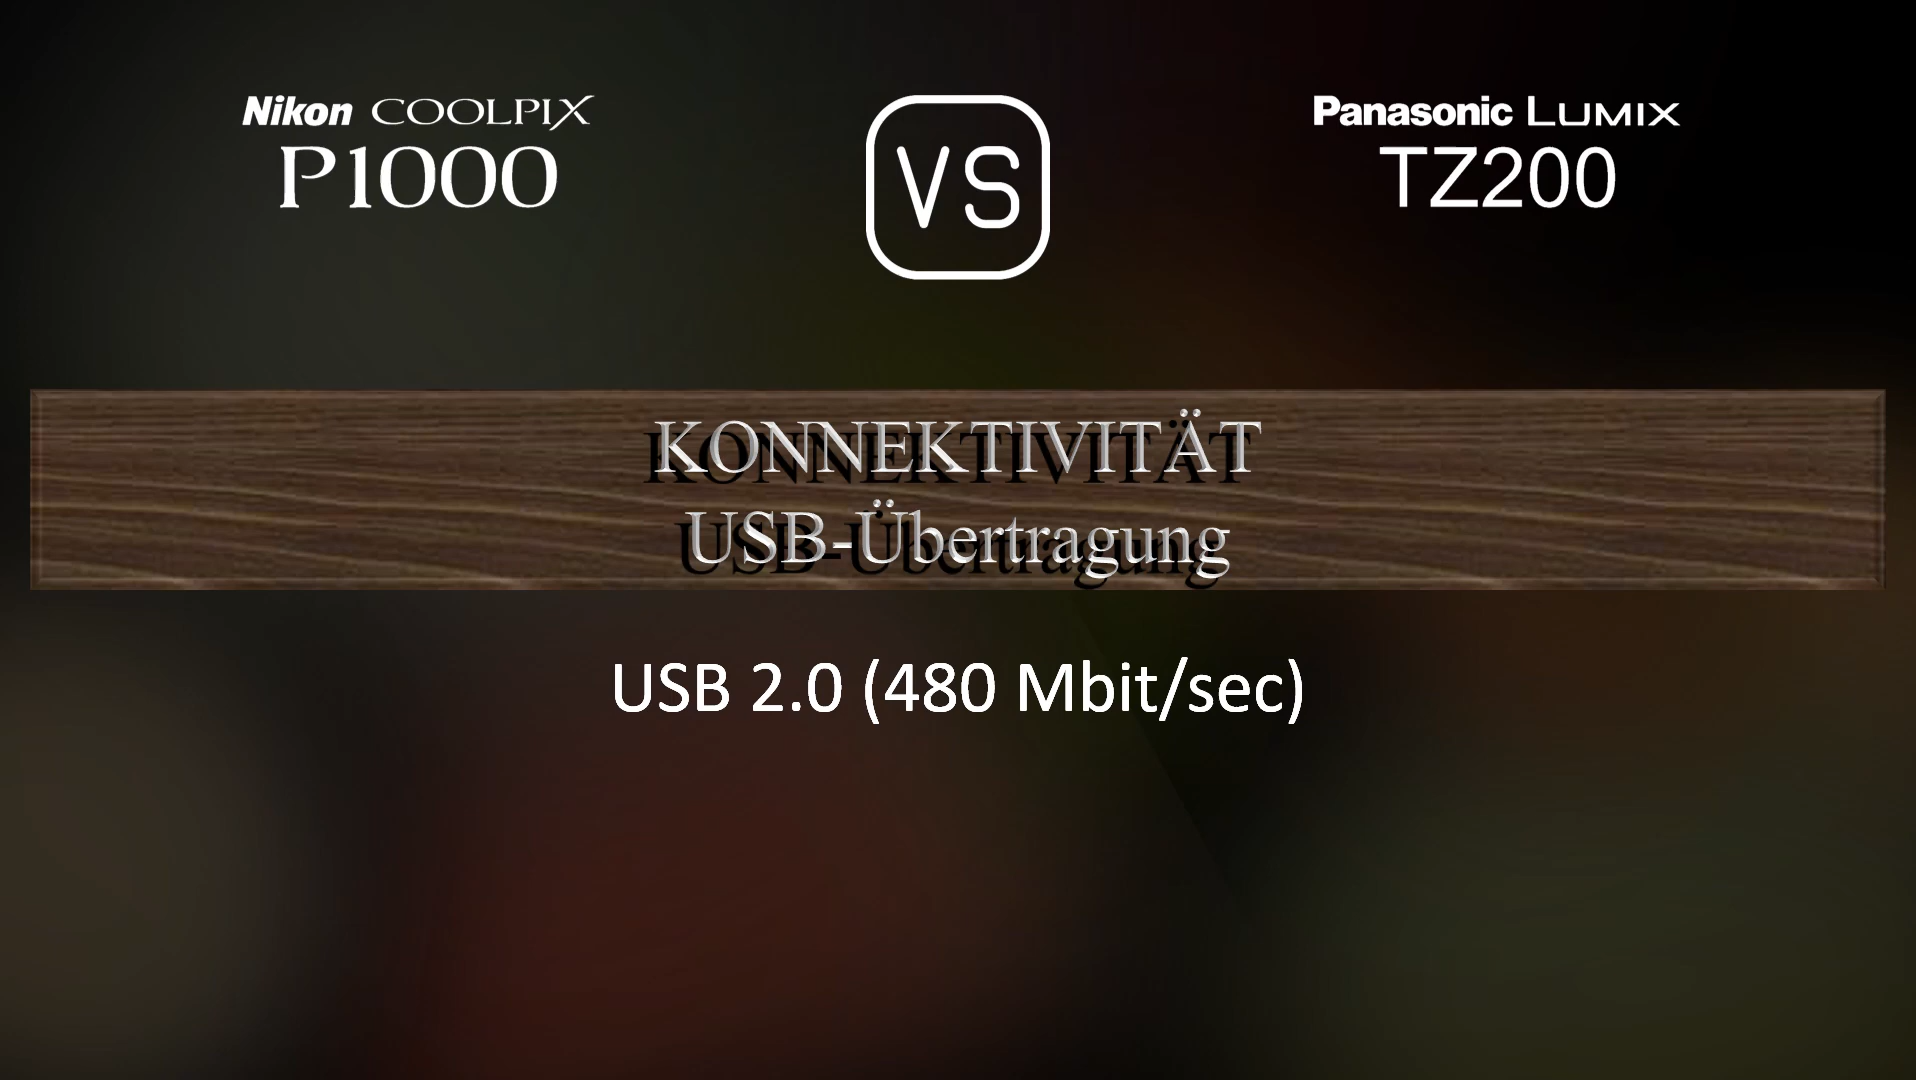 Nikon COOLPIX
P1000
VS
Panasonic LUMIX
TZ200
KONNEKTIVITÄT
USB-Übertragung
USB 2.0 (480 Mbit/sec)